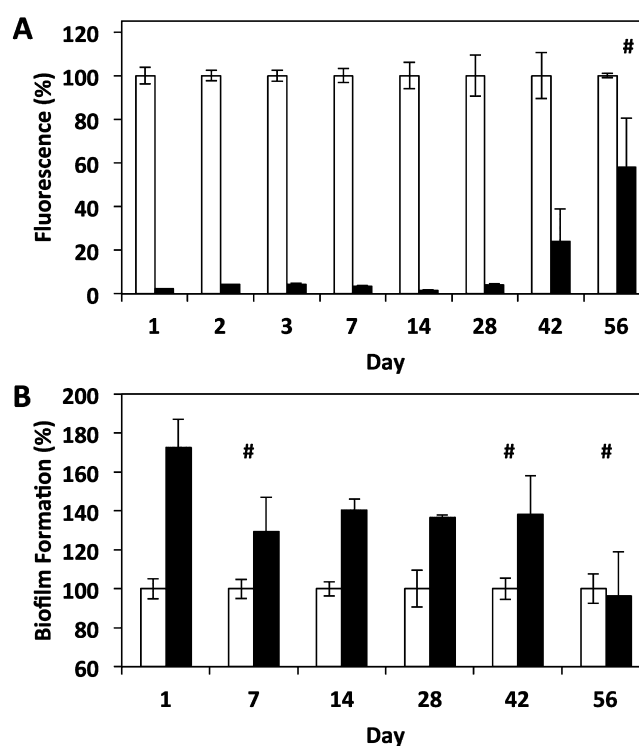 A
120
#
100
80
60
40
20
0
Fluorescence (%)
1 2 3 7 14 28 42 56
Day
B
200
180
# # #
160
140
120
100
80
60
Biofilm Formation (%)
1 7 14 28 42 56
Day